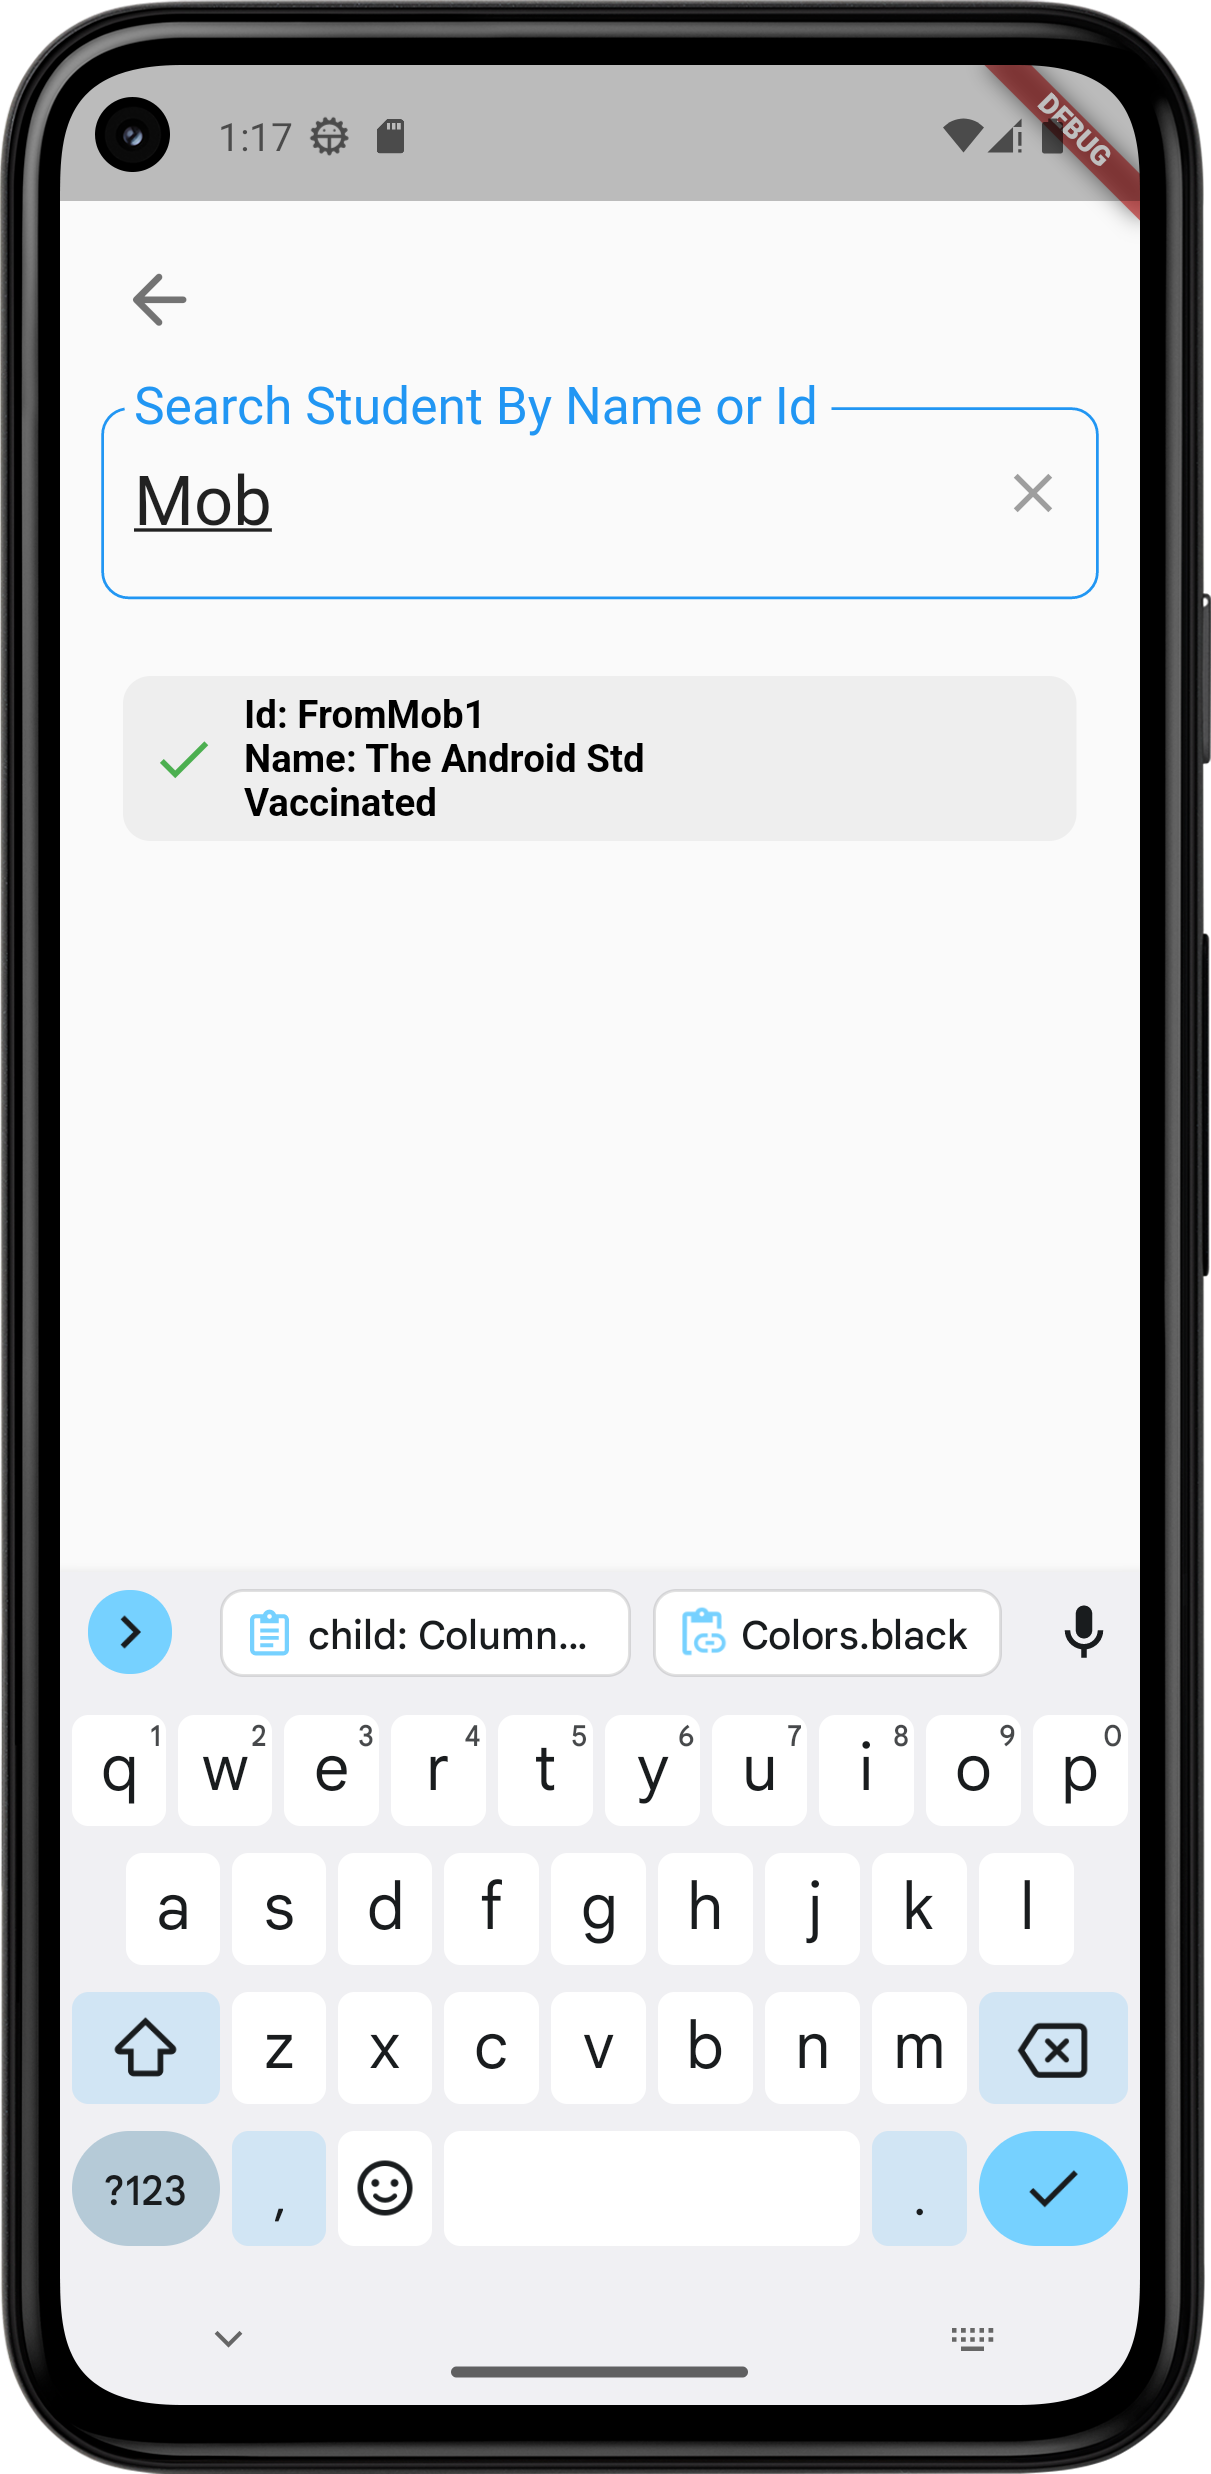 1:17
DEBUG
Search Student By Name or Id
Mob
Id: FromMob1
Name: The Android Std
Vaccinated
child: Column...
Colors.black
q 1 w 2 e 3 r 4 t 5 y 6 u 7 i 8 o 9 p 0
a s d f g h j k l
z x c v b n m
?123 , .